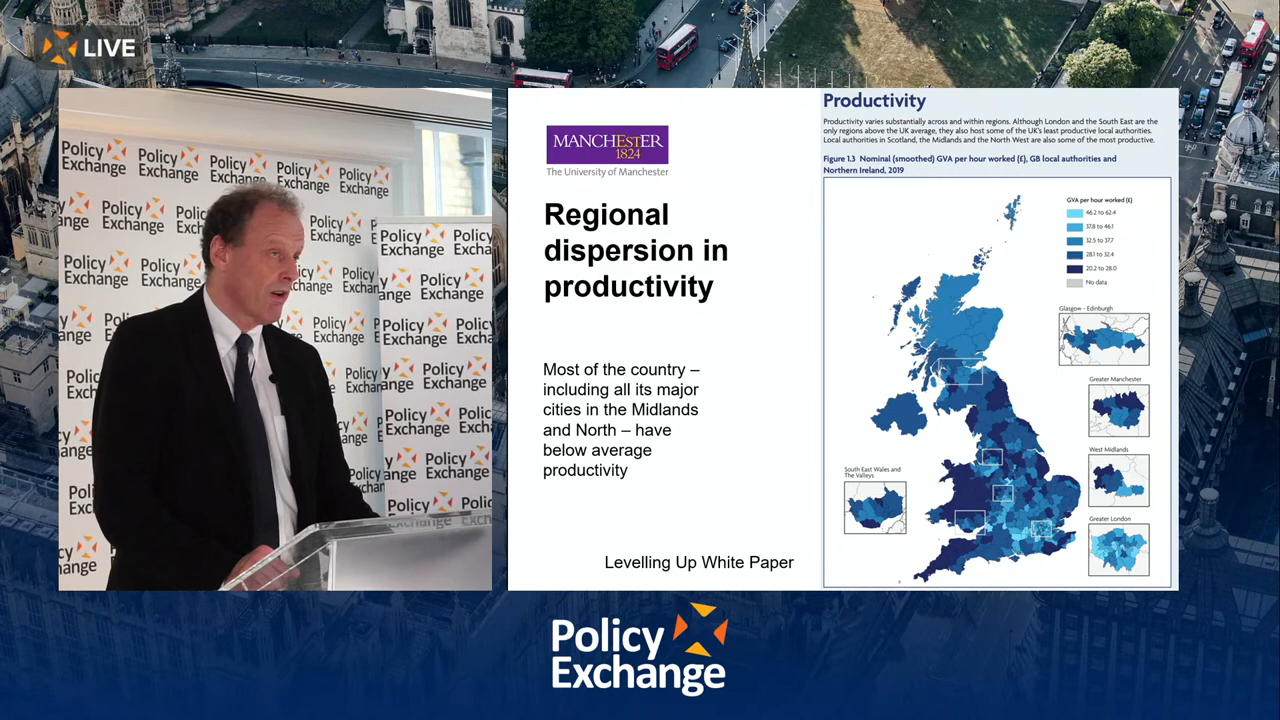 LIVE
Policy
Exchange
MANCHESTER
1824
The University of Manchester
Regional
dispersion in
productivity
Most of the country –
including all its major
cities in the Midlands
and North – have
below average
productivity
Levelling Up White Paper
Productivity
Productivity varies substantially across and within regions. Although London and the South East are the
only regions above the UK average, they also host some of the UK's least productive local authorities.
Local authorities in Scotland, the Midlands and the North West are also some of the most productive.
Figure 1.3 Nominal (smoothed) GVA per hour worked (£), GB local authorities and
Northern Ireland, 2019
GVA per hour worked (£)
46.2 to 62.4
37.8 to 46.1
32.5 to 37.7
28.1 to 32.4
20.2 to 28.0
No data
Glasgow - Edinburgh
Greater Manchester
West Midlands
South East Wales and
The Valleys
Greater London
Policy
Exchange